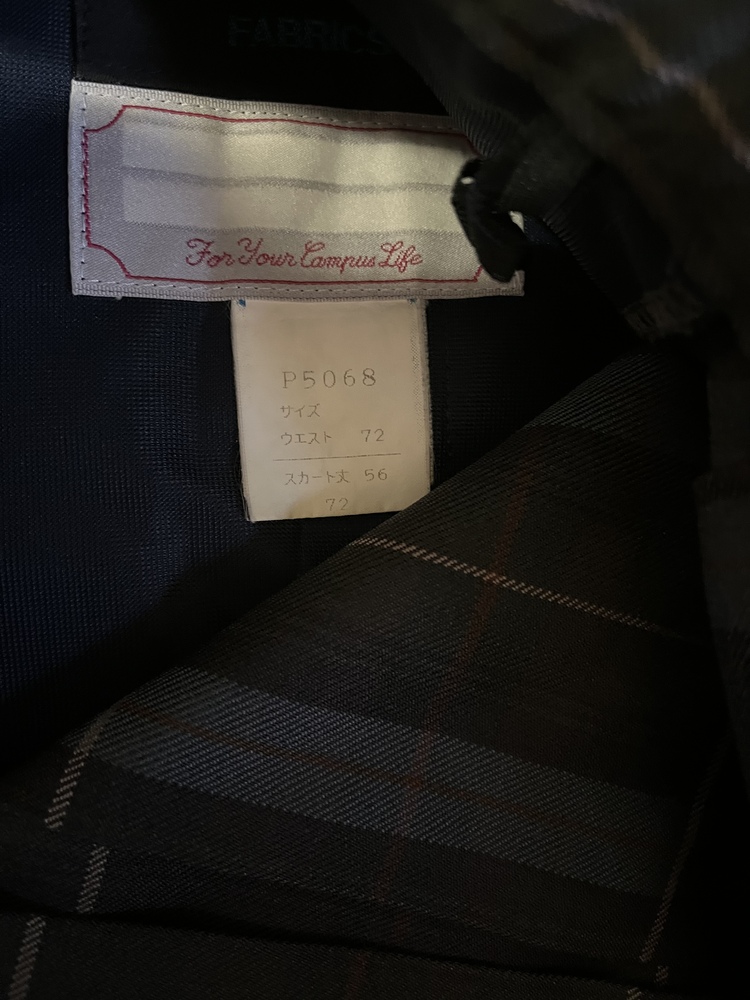 FABRICS
For Your Campus Life
P5068
サイズ
ウエスト 72
スカート丈 56
72